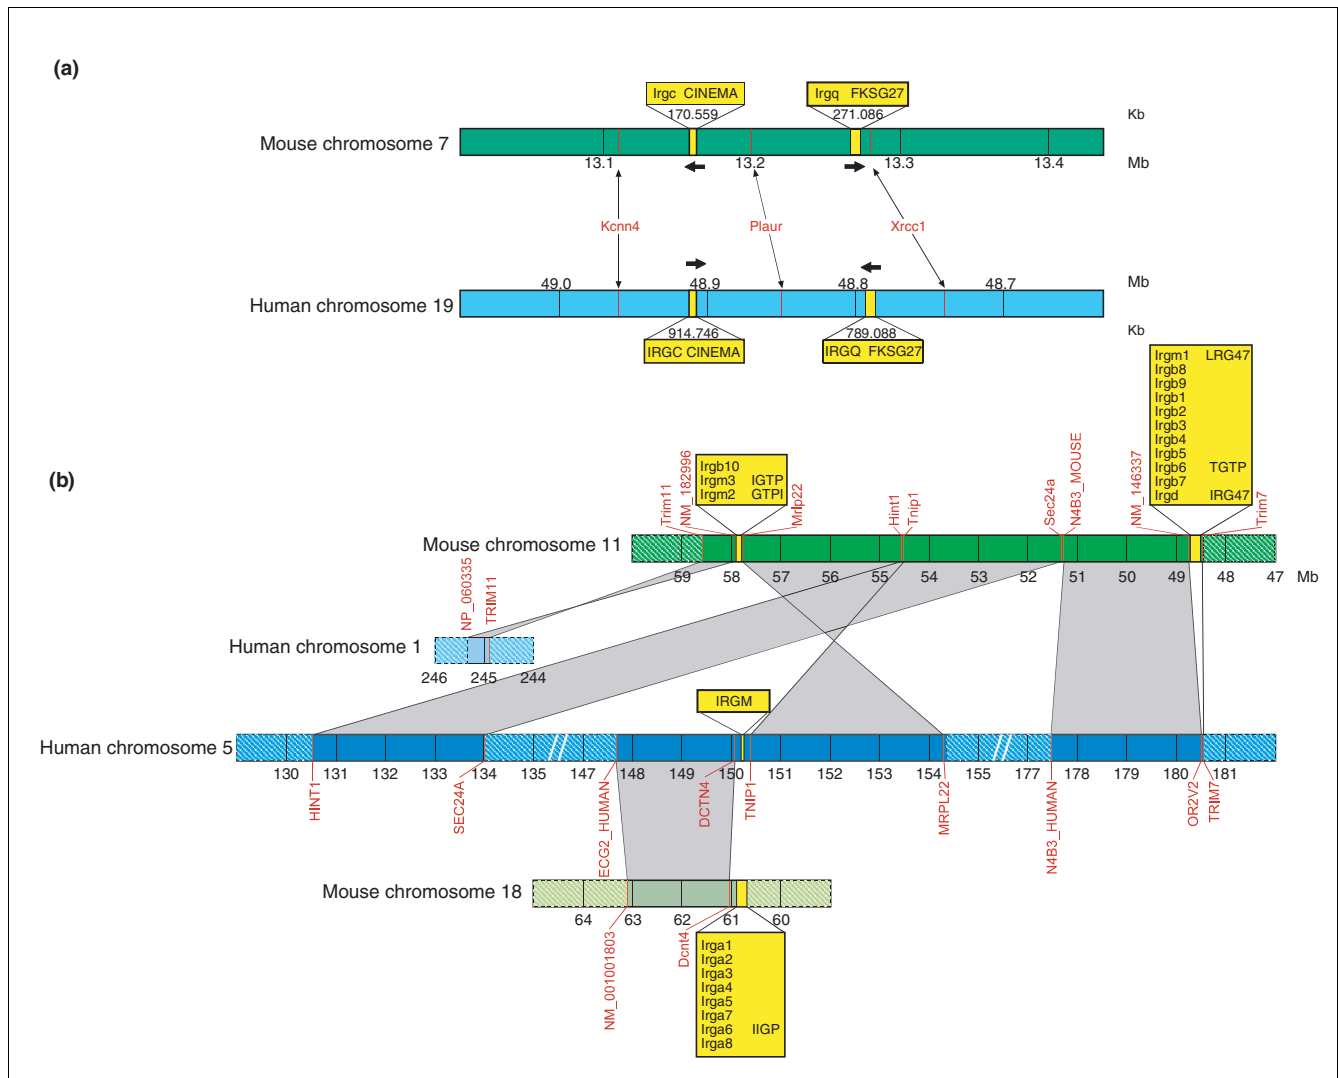 (a)
Irgc CINEMA
Irgq FKSG27
170.559
271.086
Kb
Mouse chromosome 7
13.1
13.2
13.3
13.4
Mb
Kcnn4
Plaur
Xrcc1
49.0
48.9
48.8
48.7
Mb
Human chromosome 19
914.746
789.088
Kb
IRGC CINEMA
IRGQ FKSG27
Irgm1 LRG47
Irgb8
Irgb9
Irgb1
Irgb2
Irgb3
Irgb4
Irgb5
Irgb6 TGTP
Irgb7
Irgd IRG47
(b)
Irgb10
Irgm3 IGTP
Irgm2 GTPI
Trim11
NM_182996
Mrlp22
Hint1
Tnip1
Sec24a
N4B3_MOUSE
NM_146337
Trim7
Mouse chromosome 11
59
58
57
56
55
54
53
52
51
50
49
48
47
Mb
NP_060335
TRIM11
Human chromosome 1
246
245
244
IRGM
Human chromosome 5
130
131
132
133
134
135
147
148
149
150
151
152
153
154
155
177
178
179
180
181
HINT1
SEC24A
ECG2_HUMAN
DCTN4
TNIP1
MRPL22
N4B3_HUMAN
OR2V2
TRIM7
Mouse chromosome 18
64
63
62
61
60
NM_001001803
Dcnt4
Irga1
Irga2
Irga3
Irga4
Irga5
Irga7
Irga6 IIGP
Irga8